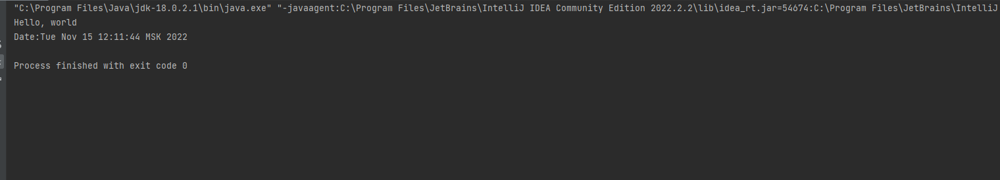 "C:\Program Files\Java\jdk-18.0.2.1\bin\java.exe" "-javaagent:C:\Program Files\JetBrains\IntelliJ IDEA Community Edition 2022.2.2\lib\idea_rt.jar=54674:C:\Program Files\JetBrains\IntelliJ
Hello, world
Date:Tue Nov 15 12:11:44 MSK 2022
Process finished with exit code 0